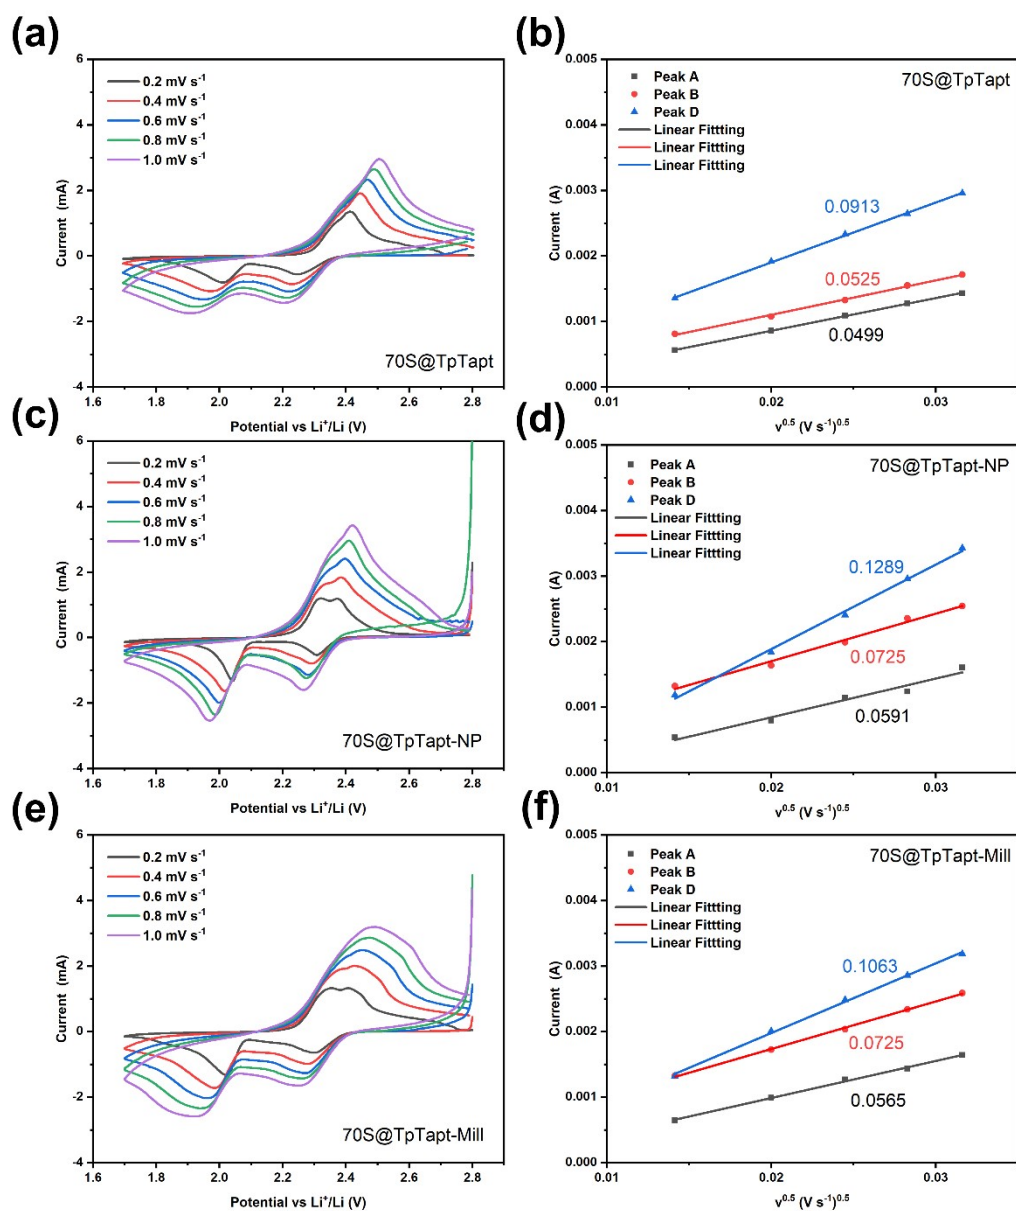 (a)
6
4
2
0
-2
-4
Current (mA)
0.2 mV s⁻¹
0.4 mV s⁻¹
0.6 mV s⁻¹
0.8 mV s⁻¹
1.0 mV s⁻¹
70S@TpTapt
1.6 1.8 2.0 2.2 2.4 2.6 2.8
Potential vs Li⁺/Li (V)
(b)
0.005
0.004
0.003
0.002
0.001
0.000
Current (A)
Peak A
Peak B
Peak D
Linear Fittting
Linear Fittting
Linear Fittting
70S@TpTapt
0.0913
0.0525
0.0499
0.01 0.02 0.03
v⁰·⁵ (V s⁻¹)⁰·⁵
(c)
6
4
2
0
-2
-4
Current (mA)
0.2 mV s⁻¹
0.4 mV s⁻¹
0.6 mV s⁻¹
0.8 mV s⁻¹
1.0 mV s⁻¹
70S@TpTapt-NP
1.6 1.8 2.0 2.2 2.4 2.6 2.8
Potential vs Li⁺/Li (V)
(d)
0.005
0.004
0.003
0.002
0.001
0.000
Current (A)
Peak A
Peak B
Peak D
Linear Fittting
Linear Fittting
Linear Fittting
70S@TpTapt-NP
0.1289
0.0725
0.0591
0.01 0.02 0.03
v⁰·⁵ (V s⁻¹)⁰·⁵
(e)
6
4
2
0
-2
-4
Current (mA)
0.2 mV s⁻¹
0.4 mV s⁻¹
0.6 mV s⁻¹
0.8 mV s⁻¹
1.0 mV s⁻¹
70S@TpTapt-Mill
1.6 1.8 2.0 2.2 2.4 2.6 2.8
Potential vs Li⁺/Li (V)
(f)
0.005
0.004
0.003
0.002
0.001
0.000
Current (A)
Peak A
Peak B
Peak D
Linear Fittting
Linear Fittting
Linear Fittting
70S@TpTapt-Mill
0.1063
0.0725
0.0565
0.01 0.02 0.03
v⁰·⁵ (V s⁻¹)⁰·⁵